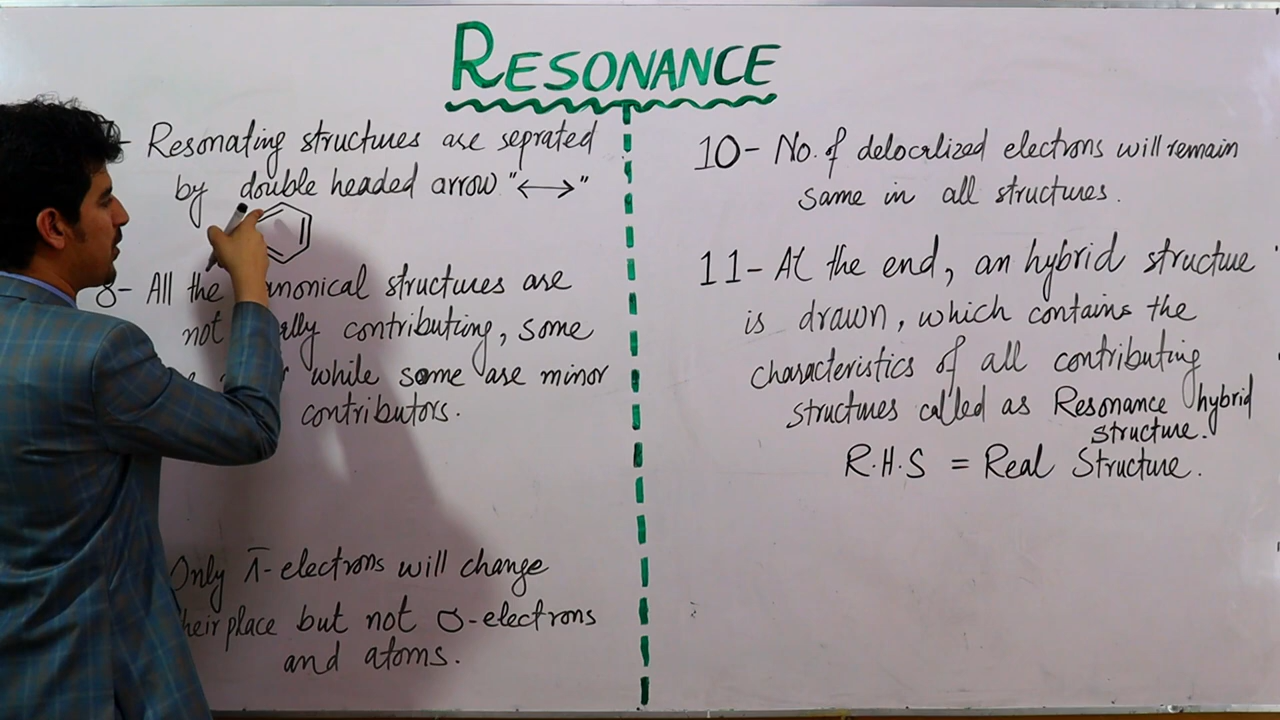 RESONANCE
- Resonating structures are seprated
by double headed arrow "⟷"
8- All the structures are
not contributing, some
while some are minor
contributors.
Only π-electrons will change
their place but not σ-electrons
and atoms.
10- No. of delocalized electrons will remain
same in all structures.
11- At the end, an hybrid structure
is drawn, which contains the
characteristics of all contributing
structures called as Resonance hybrid
structure.
R.H.S = Real Structure.